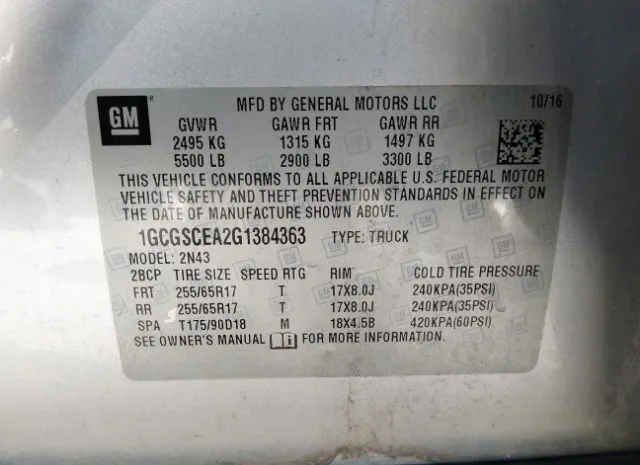 GM
MFD BY GENERAL MOTORS LLC 10/16
GVWR GAWR FRT GAWR RR
2495 KG 1315 KG 1497 KG
5500 LB 2900 LB 3300 LB
THIS VEHICLE CONFORMS TO ALL APPLICABLE U.S. FEDERAL MOTOR
VEHICLE SAFETY AND THEFT PREVENTION STANDARDS IN EFFECT ON
THE DATE OF MANUFACTURE SHOWN ABOVE.
1GCGSCEA2G1384363 TYPE: TRUCK
MODEL: 2N43
2BCP TIRE SIZE SPEED RTG RIM COLD TIRE PRESSURE
FRT 255/65R17 T 17X8.0J 240KPA(35PSI)
RR 255/65R17 T 17X8.0J 240KPA(35PSI)
SPA T175/90D18 M 18X4.5B 420KPA(60PSI)
SEE OWNER'S MANUAL FOR MORE INFORMATION.